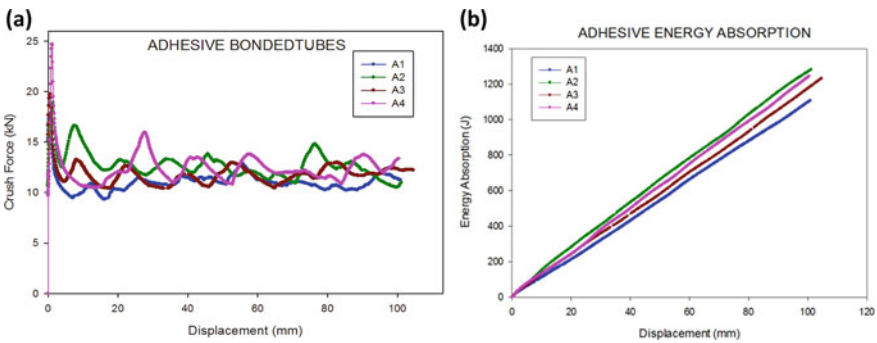 (a)
ADHESIVE BONDEDTUBES
A1
A2
A3
A4
Crush Force (kN)
25
20
15
10
5
0
0 20 40 60 80 100
Displacement (mm)
(b)
ADHESIVE ENERGY ABSORPTION
A1
A2
A3
A4
Energy Absorption (J)
1400
1200
1000
800
600
400
200
0
0 20 40 60 80 100 120
Displacement (mm)